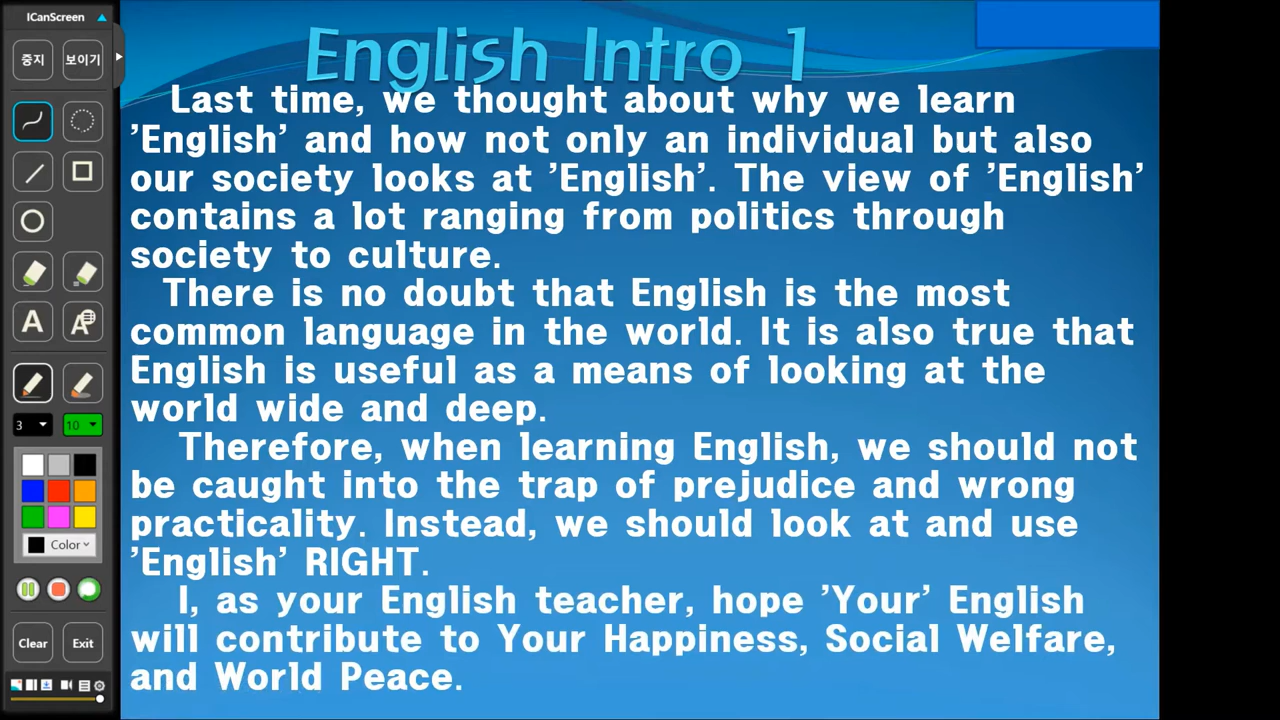 ICanScreen
중지 보이기
English Intro 1
Last time, we thought about why we learn
'English' and how not only an individual but also
our society looks at 'English'. The view of 'English'
contains a lot ranging from politics through
society to culture.
There is no doubt that English is the most
common language in the world. It is also true that
English is useful as a means of looking at the
world wide and deep.
Therefore, when learning English, we should not
be caught into the trap of prejudice and wrong
practicality. Instead, we should look at and use
'English' RIGHT.
I, as your English teacher, hope 'Your' English
will contribute to Your Happiness, Social Welfare,
and World Peace.
A A
3 10
Color
Clear Exit